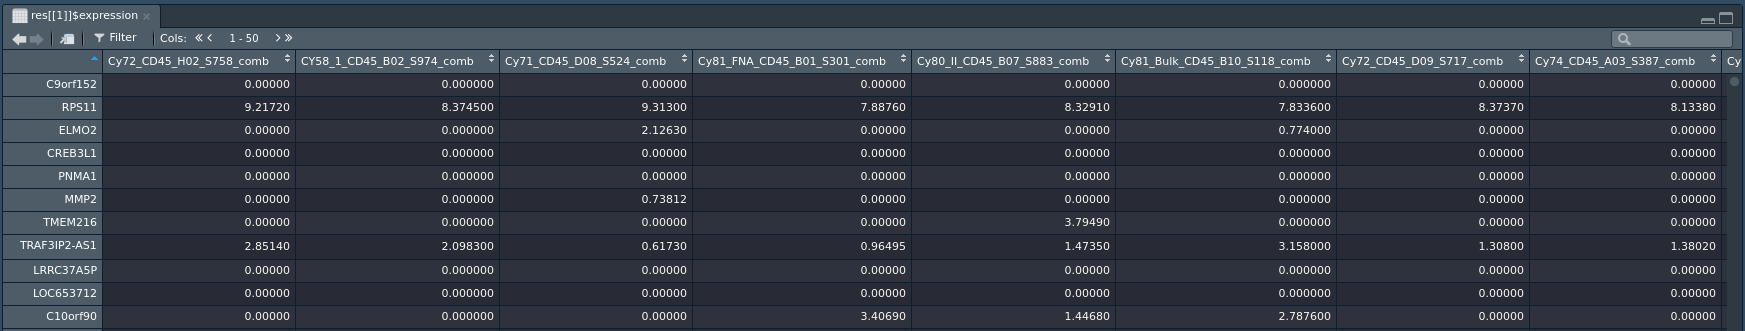 res[[1]]$expression
Filter Cols: « < 1 - 50 > »
Cy72_CD45_H02_S758_comb CY58_1_CD45_B02_S974_comb Cy71_CD45_D08_S524_comb Cy81_FNA_CD45_B01_S301_comb Cy80_II_CD45_B07_S883_comb Cy81_Bulk_CD45_B10_S118_comb Cy72_CD45_D09_S717_comb Cy74_CD45_A03_S387_comb Cy
C9orf152 0.00000 0.000000 0.00000 0.00000 0.00000 0.000000 0.00000 0.00000
RPS11 9.21720 8.374500 9.31300 7.88760 8.32910 7.833600 8.37370 8.13380
ELMO2 0.00000 0.000000 2.12630 0.00000 0.00000 0.774000 0.00000 0.00000
CREB3L1 0.00000 0.000000 0.00000 0.00000 0.00000 0.000000 0.00000 0.00000
PNMA1 0.00000 0.000000 0.00000 0.00000 0.00000 0.000000 0.00000 0.00000
MMP2 0.00000 0.000000 0.73812 0.00000 0.00000 0.000000 0.00000 0.00000
TMEM216 0.00000 0.000000 0.00000 0.00000 3.79490 0.000000 0.00000 0.00000
TRAF3IP2-AS1 2.85140 2.098300 0.61730 0.96495 1.47350 3.158000 1.30800 1.38020
LRRC37A5P 0.00000 0.000000 0.00000 0.00000 0.00000 0.000000 0.00000 0.00000
LOC653712 0.00000 0.000000 0.00000 0.00000 0.00000 0.000000 0.00000 0.00000
C10orf90 0.00000 0.000000 0.00000 3.40690 1.44680 2.787600 0.00000 0.00000